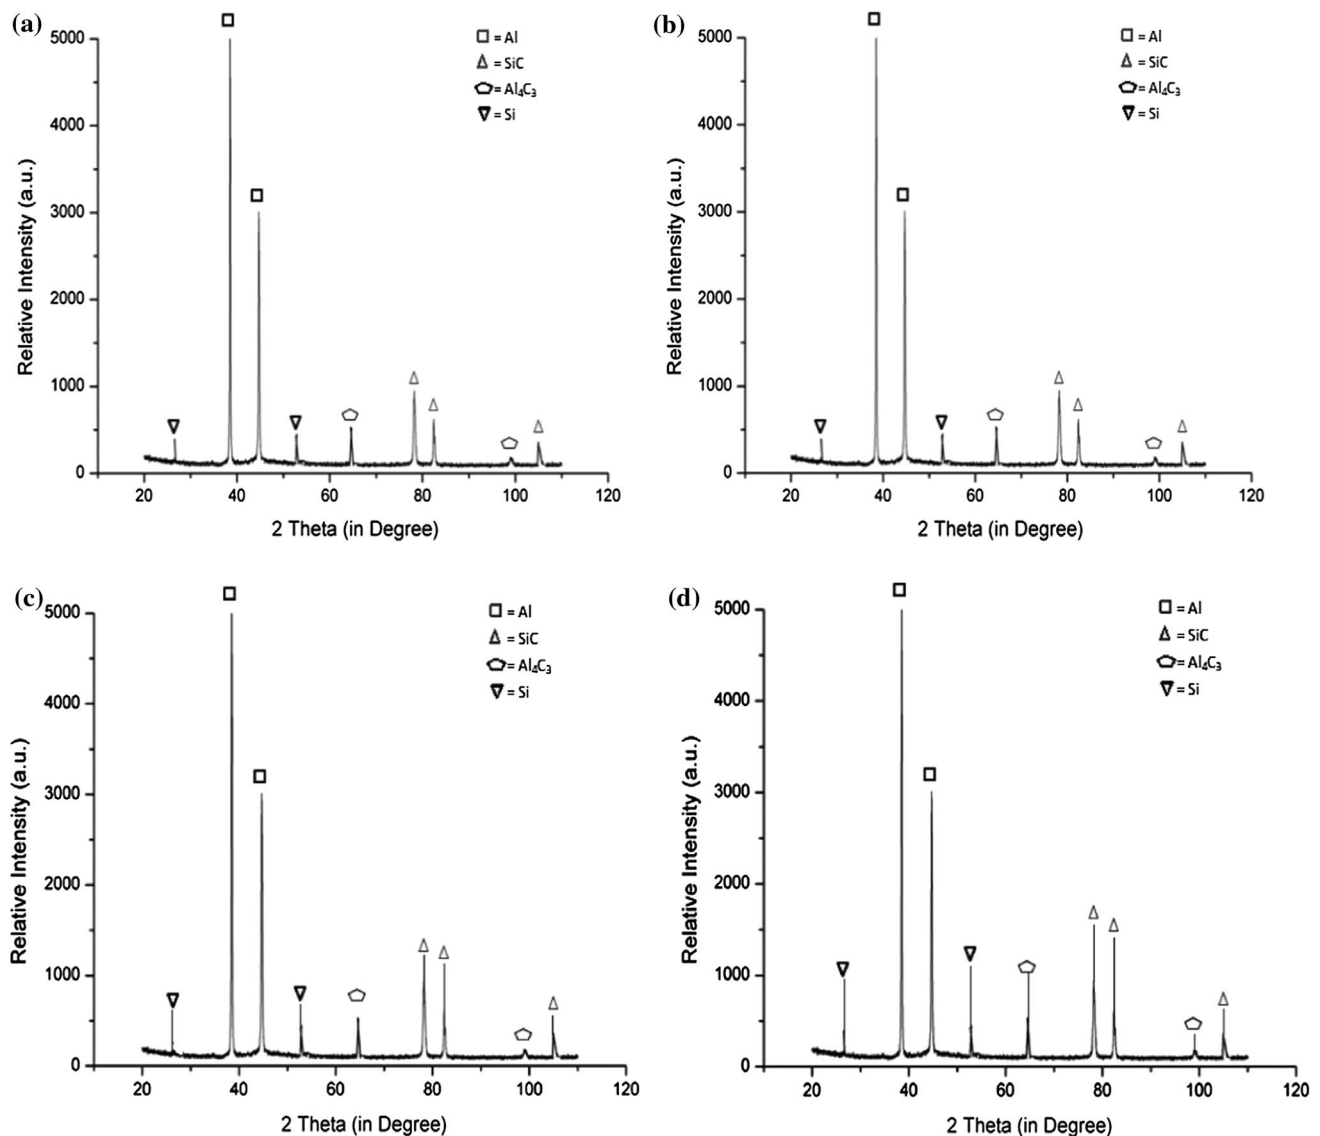 (a)
5000
4000
3000
2000
1000
0
20 40 60 80 100 120
2 Theta (in Degree)
Relative Intensity (a.u.)
= Al
= SiC
= Al₄C₃
= Si
(b)
5000
4000
3000
2000
1000
0
20 40 60 80 100 120
2 Theta (in Degree)
Relative Intensity (a.u.)
= Al
= SiC
= Al₄C₃
= Si
(c)
5000
4000
3000
2000
1000
0
20 40 60 80 100 120
2 Theta (in Degree)
Relative Intensity (a.u.)
= Al
= SiC
= Al₄C₃
= Si
(d)
5000
4000
3000
2000
1000
0
20 40 60 80 100 120
2 Theta (in Degree)
Relative Intensity (a.u.)
= Al
= SiC
= Al₄C₃
= Si